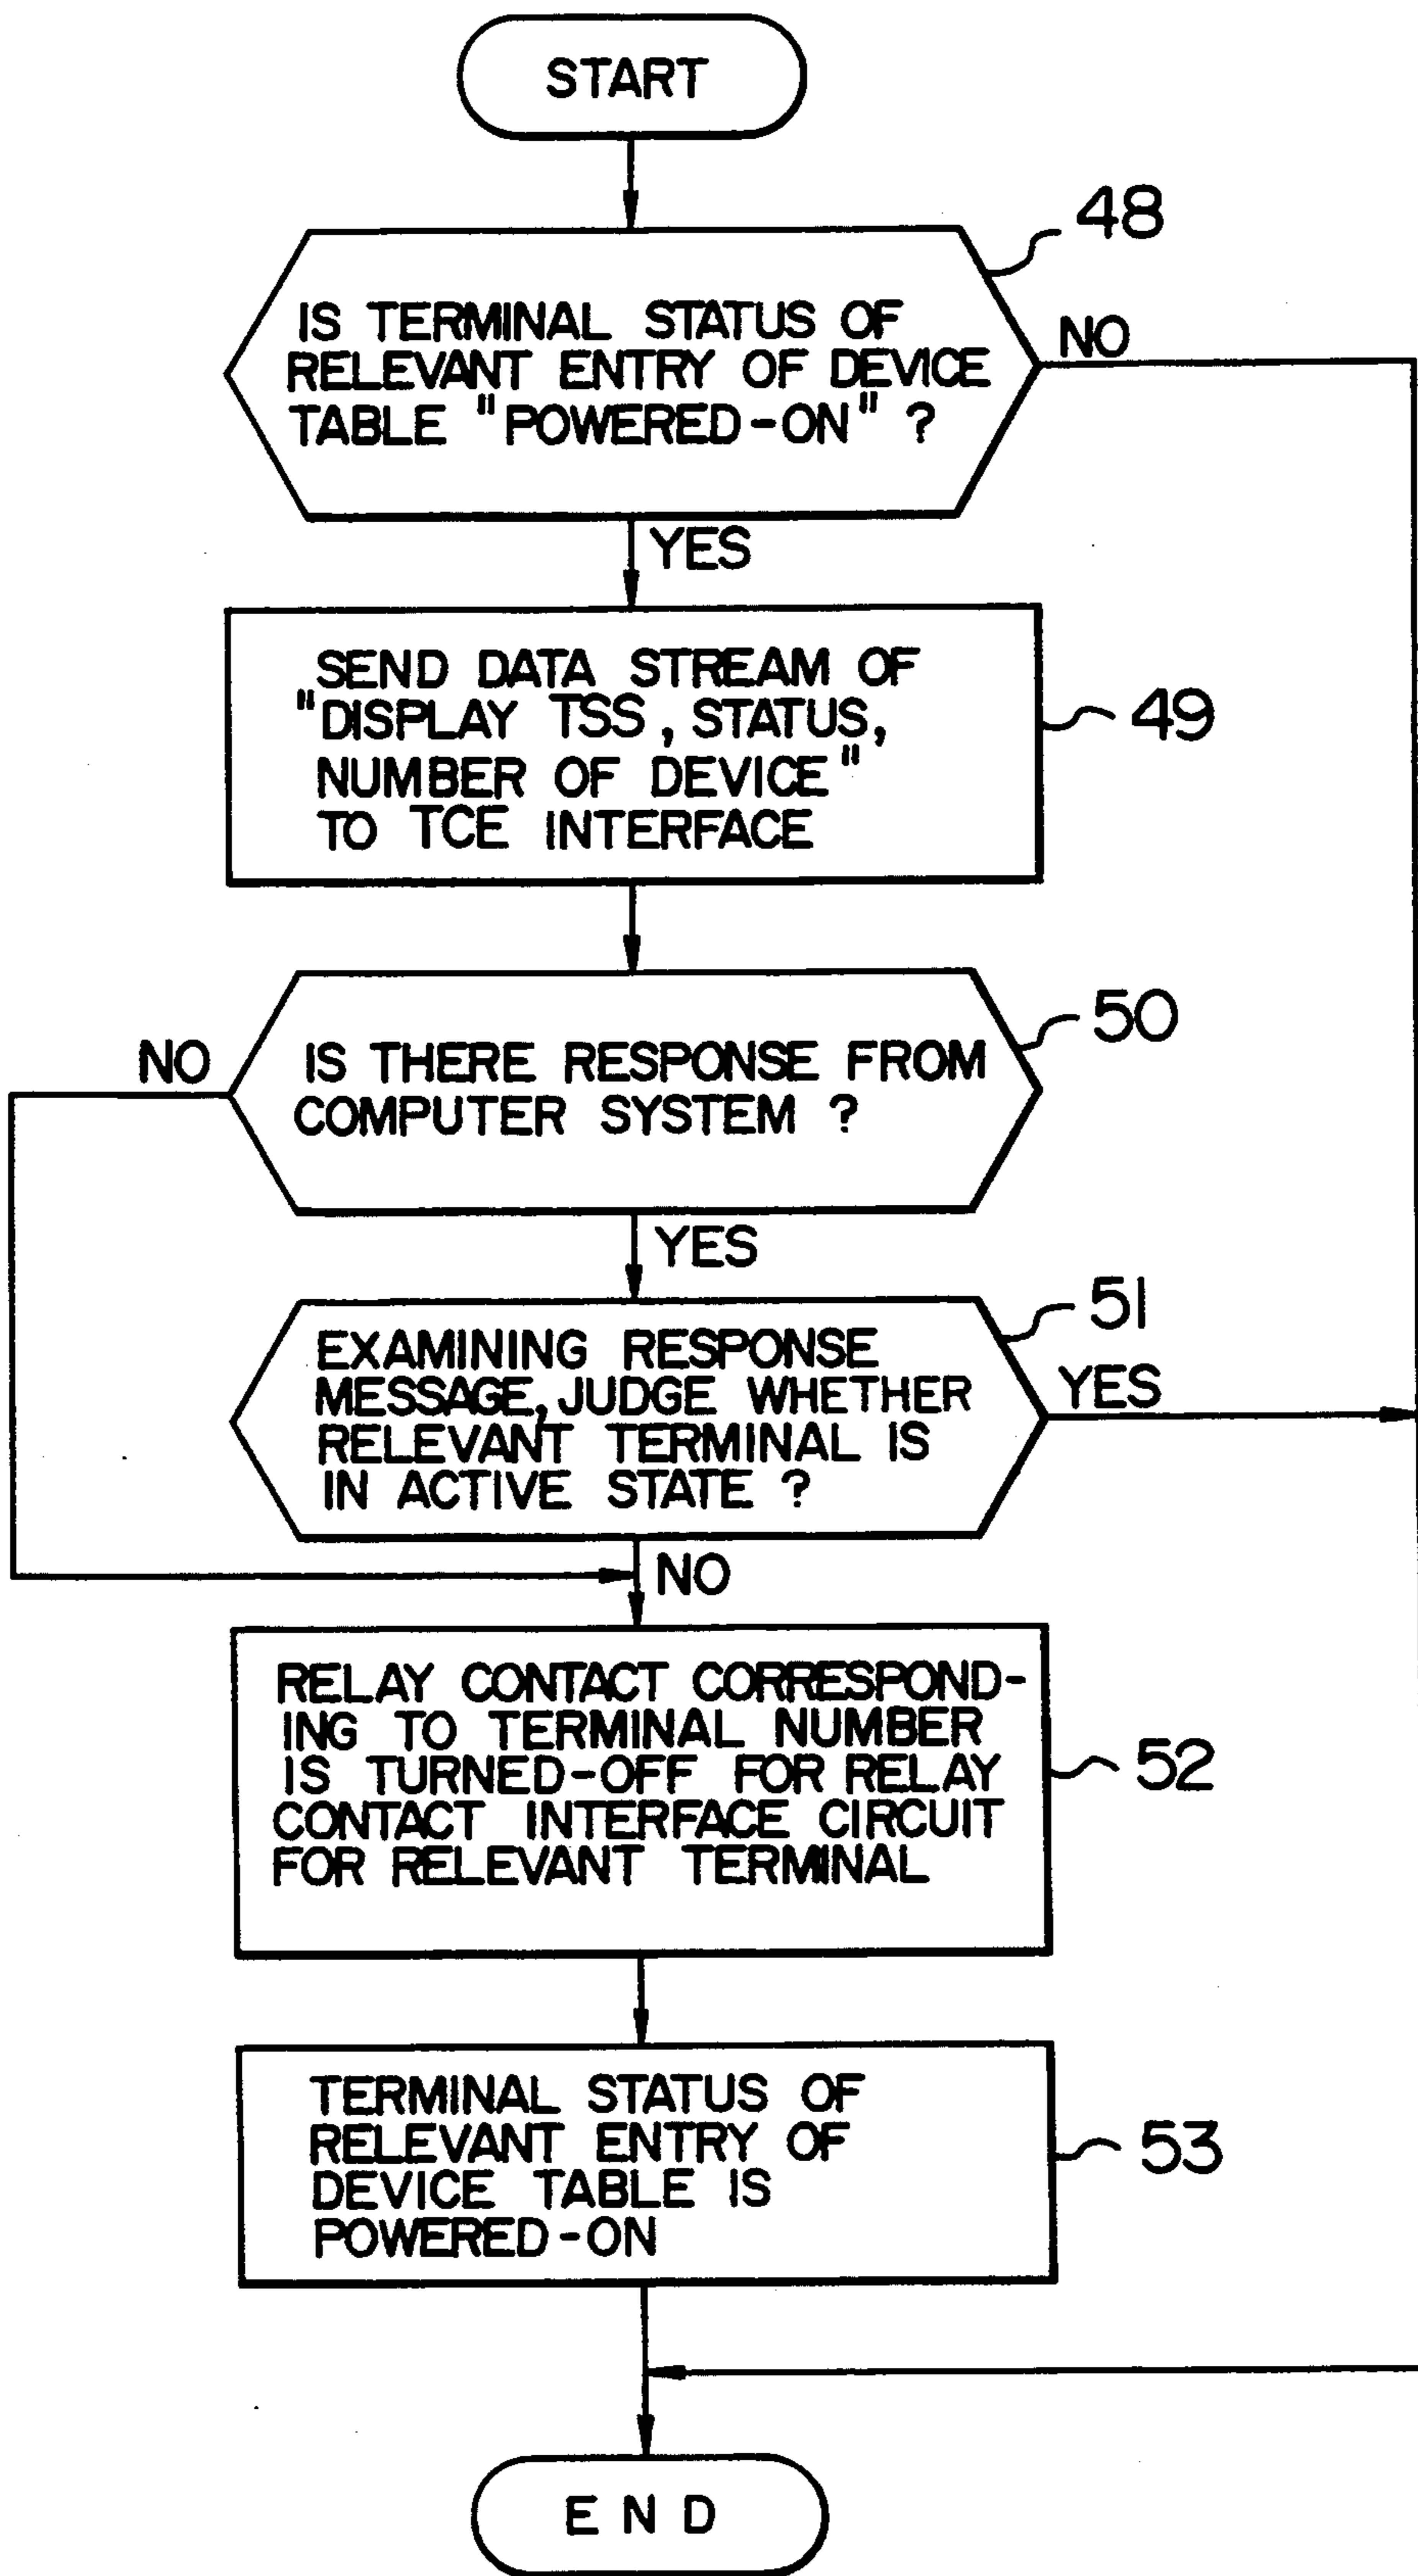 START
48
IS TERMINAL STATUS OF
RELEVANT ENTRY OF DEVICE
TABLE "POWERED-ON" ?
NO
YES
SEND DATA STREAM OF
"DISPLAY TSS, STATUS,
NUMBER OF DEVICE"
TO TCE INTERFACE
49
50
NO
IS THERE RESPONSE FROM
COMPUTER SYSTEM ?
YES
51
EXAMINING RESPONSE
MESSAGE, JUDGE WHETHER
RELEVANT TERMINAL IS
IN ACTIVE STATE ?
YES
NO
RELAY CONTACT CORRESPOND-
ING TO TERMINAL NUMBER
IS TURNED-OFF FOR RELAY
CONTACT INTERFACE CIRCUIT
FOR RELEVANT TERMINAL
52
TERMINAL STATUS OF
RELEVANT ENTRY OF
DEVICE TABLE IS
POWERED-ON
53
END